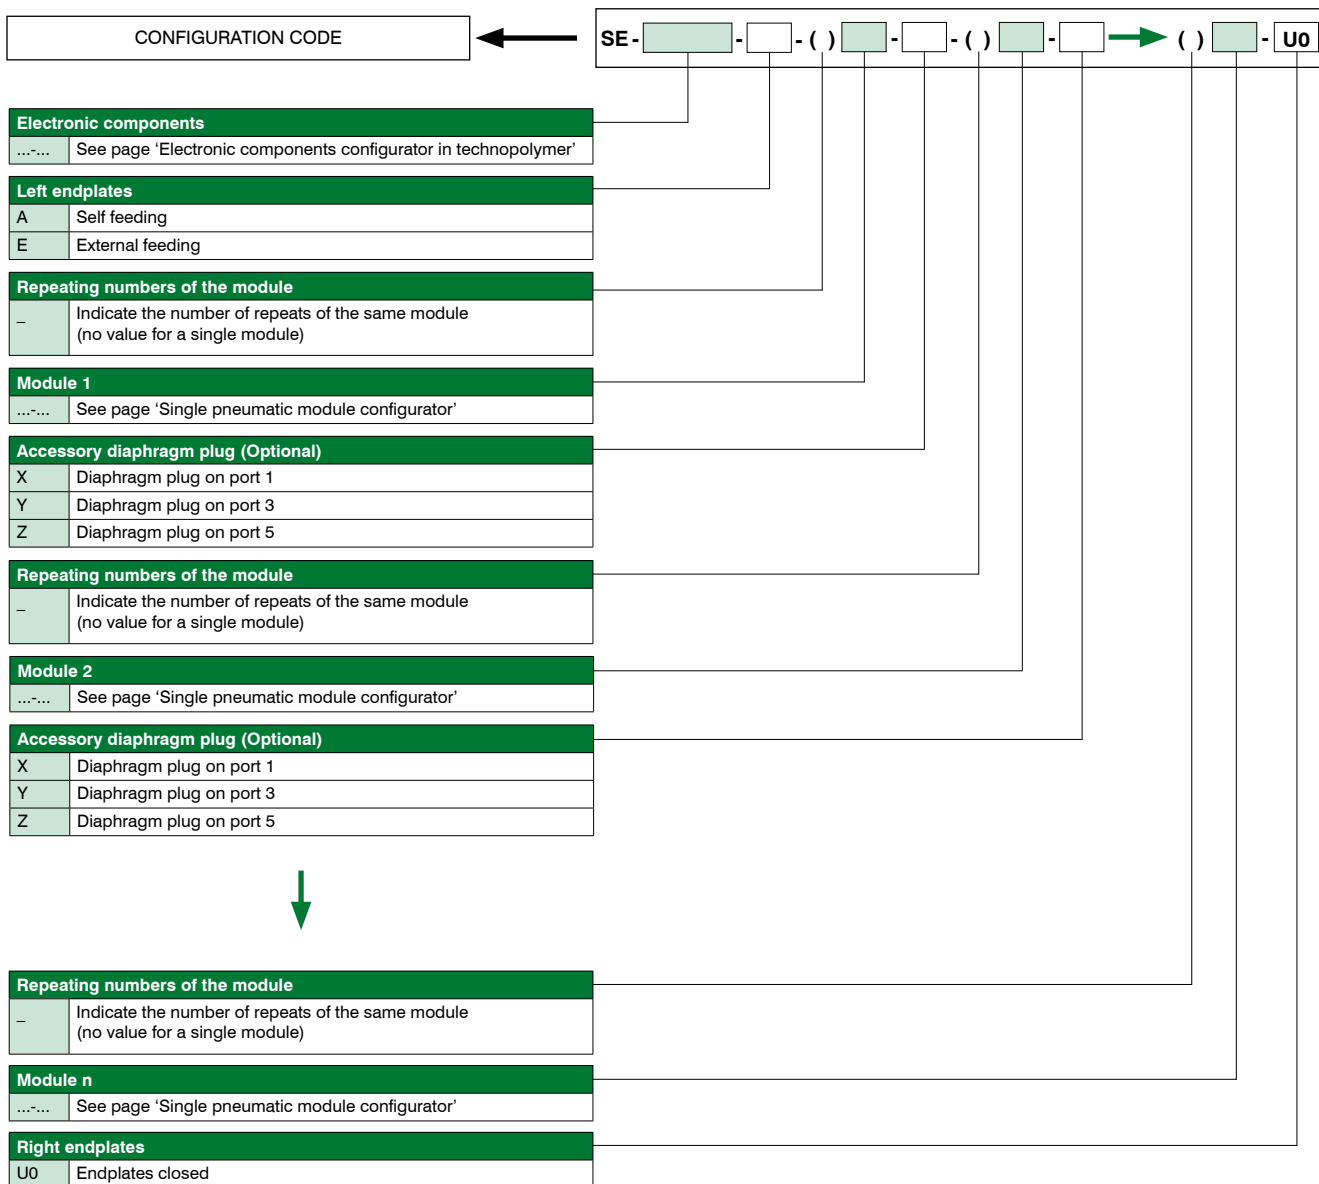 CONFIGURATION CODE
SE - - - ( ) - - ( ) - ( ) - U0
Electronic components
...-... See page ‘Electronic components configurator in technopolymer’
Left endplates
A Self feeding
E External feeding
Repeating numbers of the module
_ Indicate the number of repeats of the same module
(no value for a single module)
Module 1
...-... See page ‘Single pneumatic module configurator’
Accessory diaphragm plug (Optional)
X Diaphragm plug on port 1
Y Diaphragm plug on port 3
Z Diaphragm plug on port 5
Repeating numbers of the module
_ Indicate the number of repeats of the same module
(no value for a single module)
Module 2
...-... See page ‘Single pneumatic module configurator’
Accessory diaphragm plug (Optional)
X Diaphragm plug on port 1
Y Diaphragm plug on port 3
Z Diaphragm plug on port 5
Repeating numbers of the module
_ Indicate the number of repeats of the same module
(no value for a single module)
Module n
...-... See page ‘Single pneumatic module configurator’
Right endplates
U0 Endplates closed